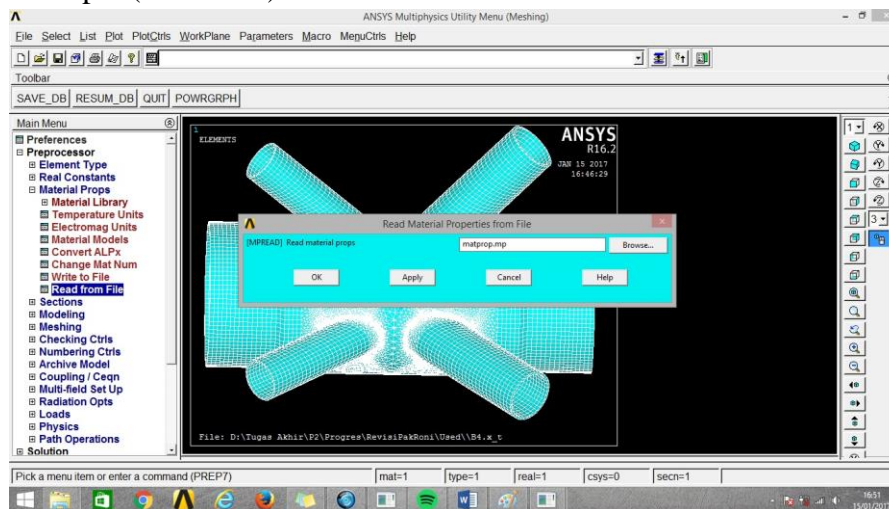 ANSYS Multiphysics Utility Menu (Meshing)
File Select List Plot PlotCtrls WorkPlane Parameters Macro MenuCtrls Help
Toolbar
SAVE_DB RESUM_DB QUIT POWRGRPH
Main Menu
Preferences
Preprocessor
Element Type
Real Constants
Material Props
Material Library
Temperature Units
Electromag Units
Material Models
Convert ALPx
Change Mat Num
Write to File
Read from File
Sections
Modeling
Meshing
Checking Ctrls
Numbering Ctrls
Archive Model
Coupling / Ceqn
Multi-field Set Up
Radiation Opts
Loads
Physics
Path Operations
Solution
1
ELEMENTS
ANSYS
R16.2
JAN 15 2017
16:46:29
Read Material Properties from File
[MPREAD] Read material props matprop.mp Browse...
OK Apply Cancel Help
File: D:\Tugas Akhir\P2\Progres\RevisiPakRoni\Used\\B4.x_t
1
3
Pick a menu item or enter a command (PREP7) mat=1 type=1 real=1 csys=0 secn=1
16:51